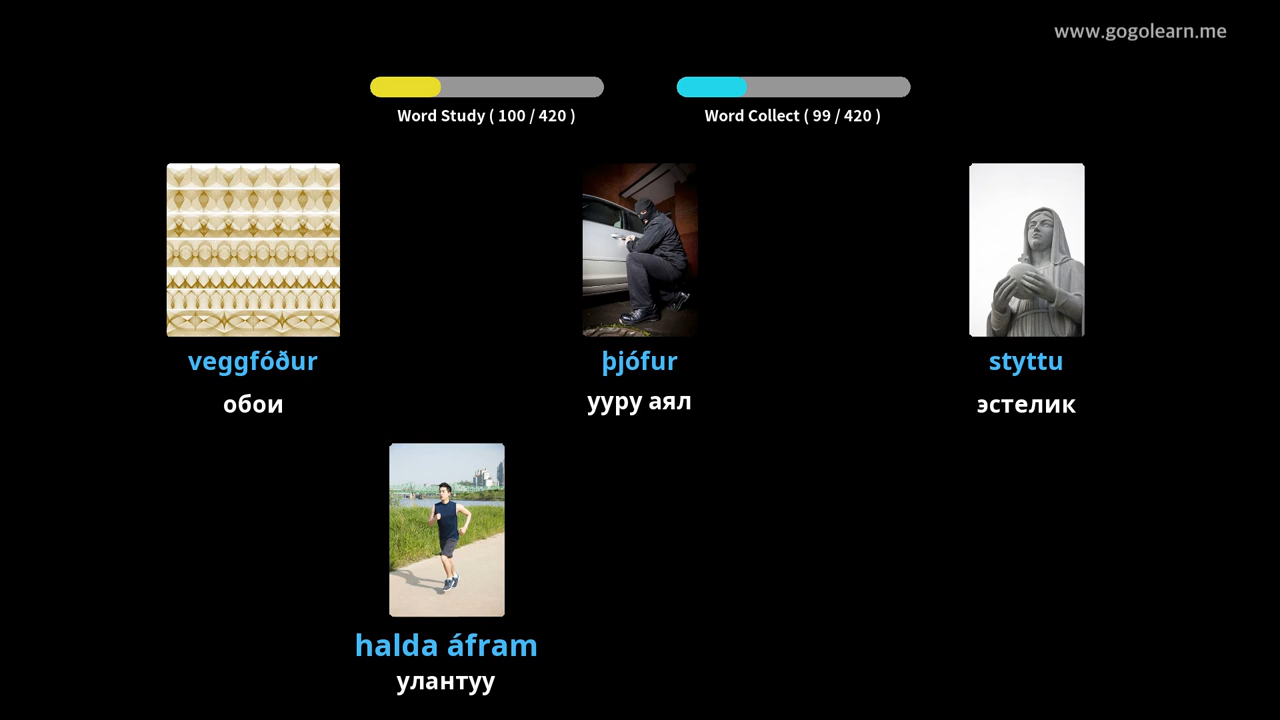 www.gogolearn.me
Word Study ( 100 / 420 )
Word Collect ( 99 / 420 )
veggfóður
þjófur
styttu
обои
ууру аял
эстелик
halda áfram
улантуу